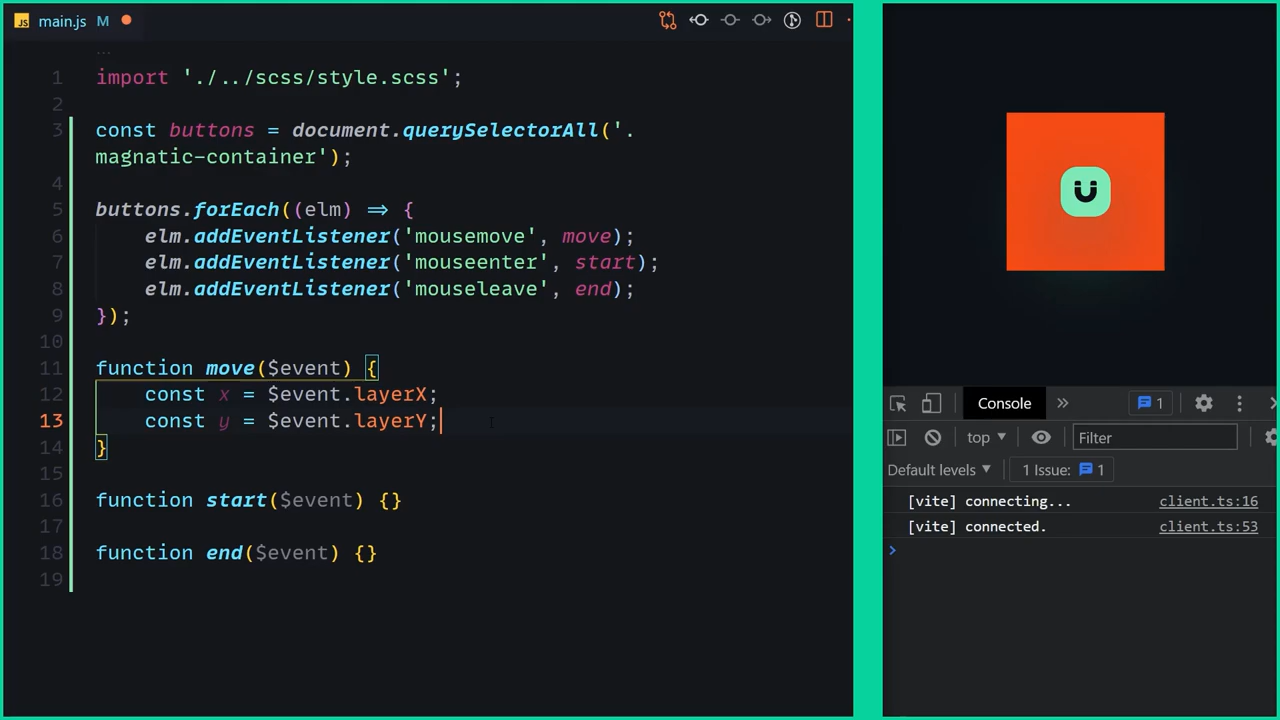 JS main.js M
...
1 import './../scss/style.scss';
2
3 const buttons = document.querySelectorAll('.
magnatic-container');
4
5 buttons.forEach((elm) => {
6 elm.addEventListener('mousemove', move);
7 elm.addEventListener('mouseenter', start);
8 elm.addEventListener('mouseleave', end);
9 });
10
11 function move($event) {
12 const x = $event.layerX;
13 const y = $event.layerY;
14 }
15
16 function start($event) {}
17
18 function end($event) {}
19
Console » 1
top Filter
Default levels 1 Issue: 1
[vite] connecting... client.ts:16
[vite] connected. client.ts:53
>